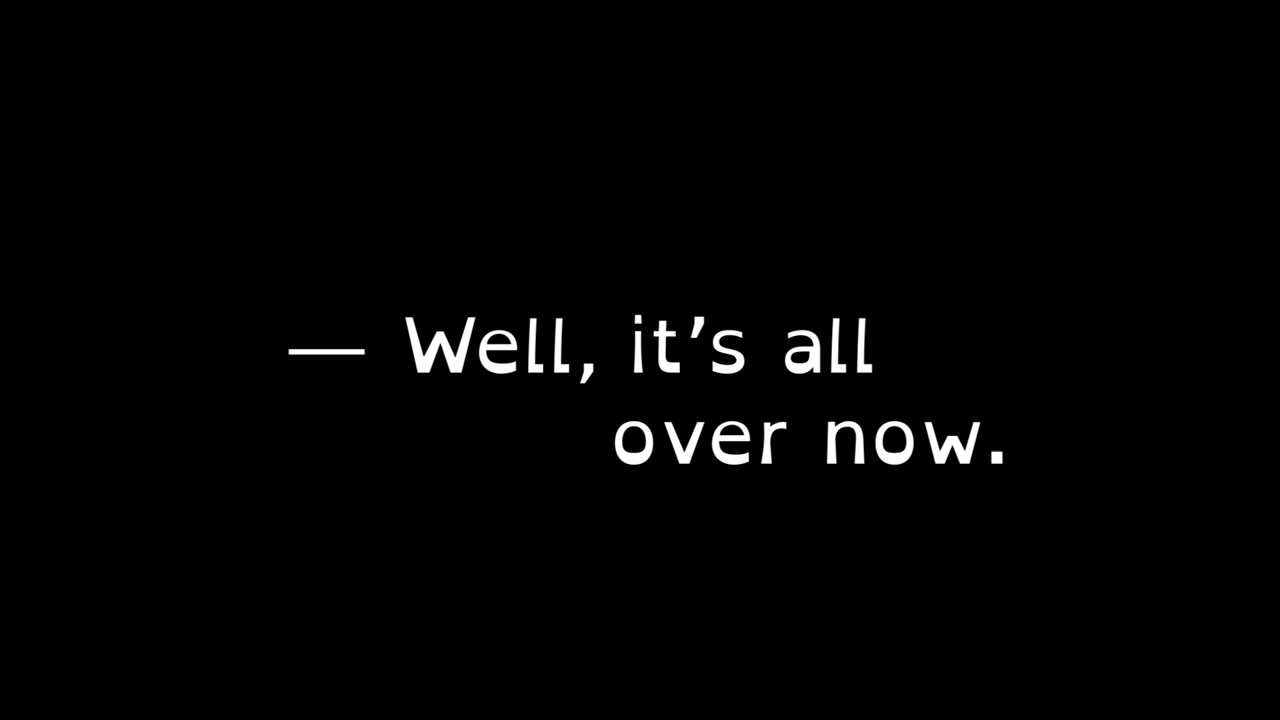 — Well, it’s all
over now.